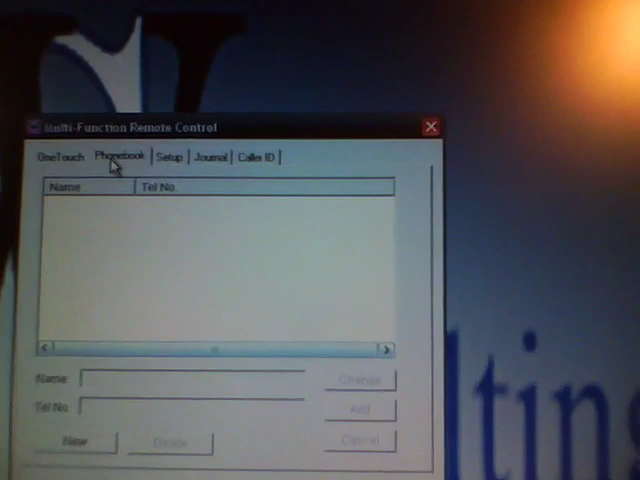 Multi-Function Remote Control
OneTouch Phonebook Setup Journal Caller ID
Name Tel No.
Name
Change
Tel No.
Add
New Delete Cancel
lting